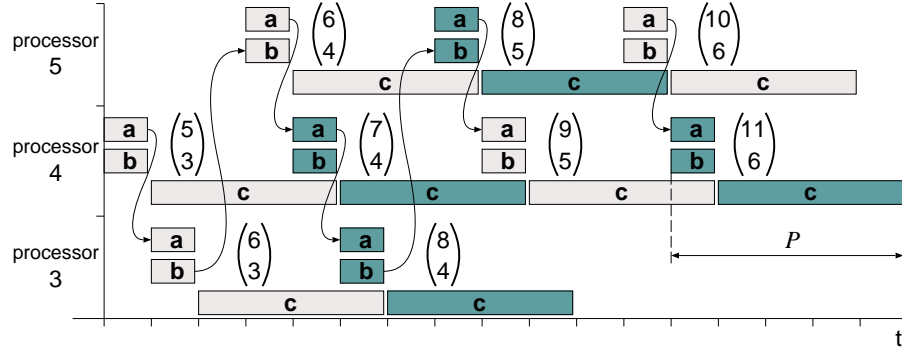 processor 5
a
b
c
(6 4)
a
b
c
(8 5)
a
b
c
(10 6)
processor 4
a
b
c
(5 3)
a
b
c
(7 4)
a
b
c
(9 5)
a
b
c
(11 6)
processor 3
a
b
c
(6 3)
a
b
c
(8 4)
P
t